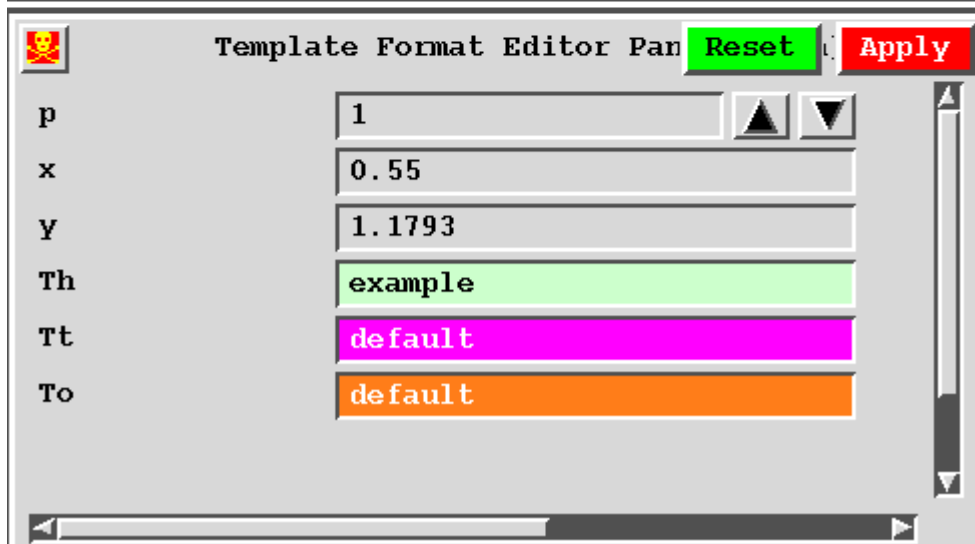 Template Format Editor Pan Reset Apply
p 1
x 0.55
y 1.1793
Th example
Tt default
To default